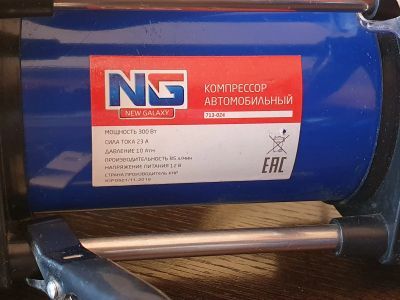 NG
NEW GALAXY
КОМПРЕССОР
АВТОМОБИЛЬНЫЙ
713-024
МОЩНОСТЬ 300 Вт
СИЛА ТОКА 23 А
ДАВЛЕНИЕ 10 Атм
ПРОИЗВОДИТЕЛЬНОСТЬ 85 л/мин
НАПРЯЖЕНИЕ ПИТАНИЯ 12 В
СТРАНА ПРОИЗВОДИТЕЛЬ КНР
EAC